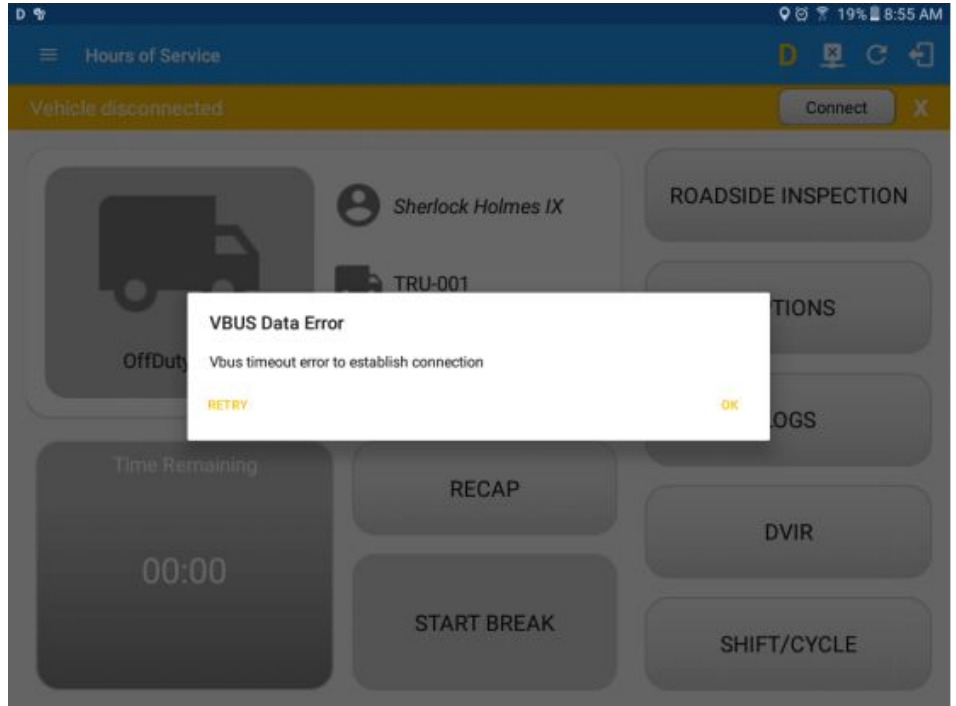 D
19% 8:55 AM
Hours of Service
D
Vehicle disconnected
Connect
X
Sherlock Holmes IX
TRU-001
ROADSIDE INSPECTION
TIONS
OffDuty
VBUS Data Error
Vbus timeout error to establish connection
RETRY
OK
LOGS
Time Remaining
00:00
RECAP
START BREAK
DVIR
SHIFT/CYCLE